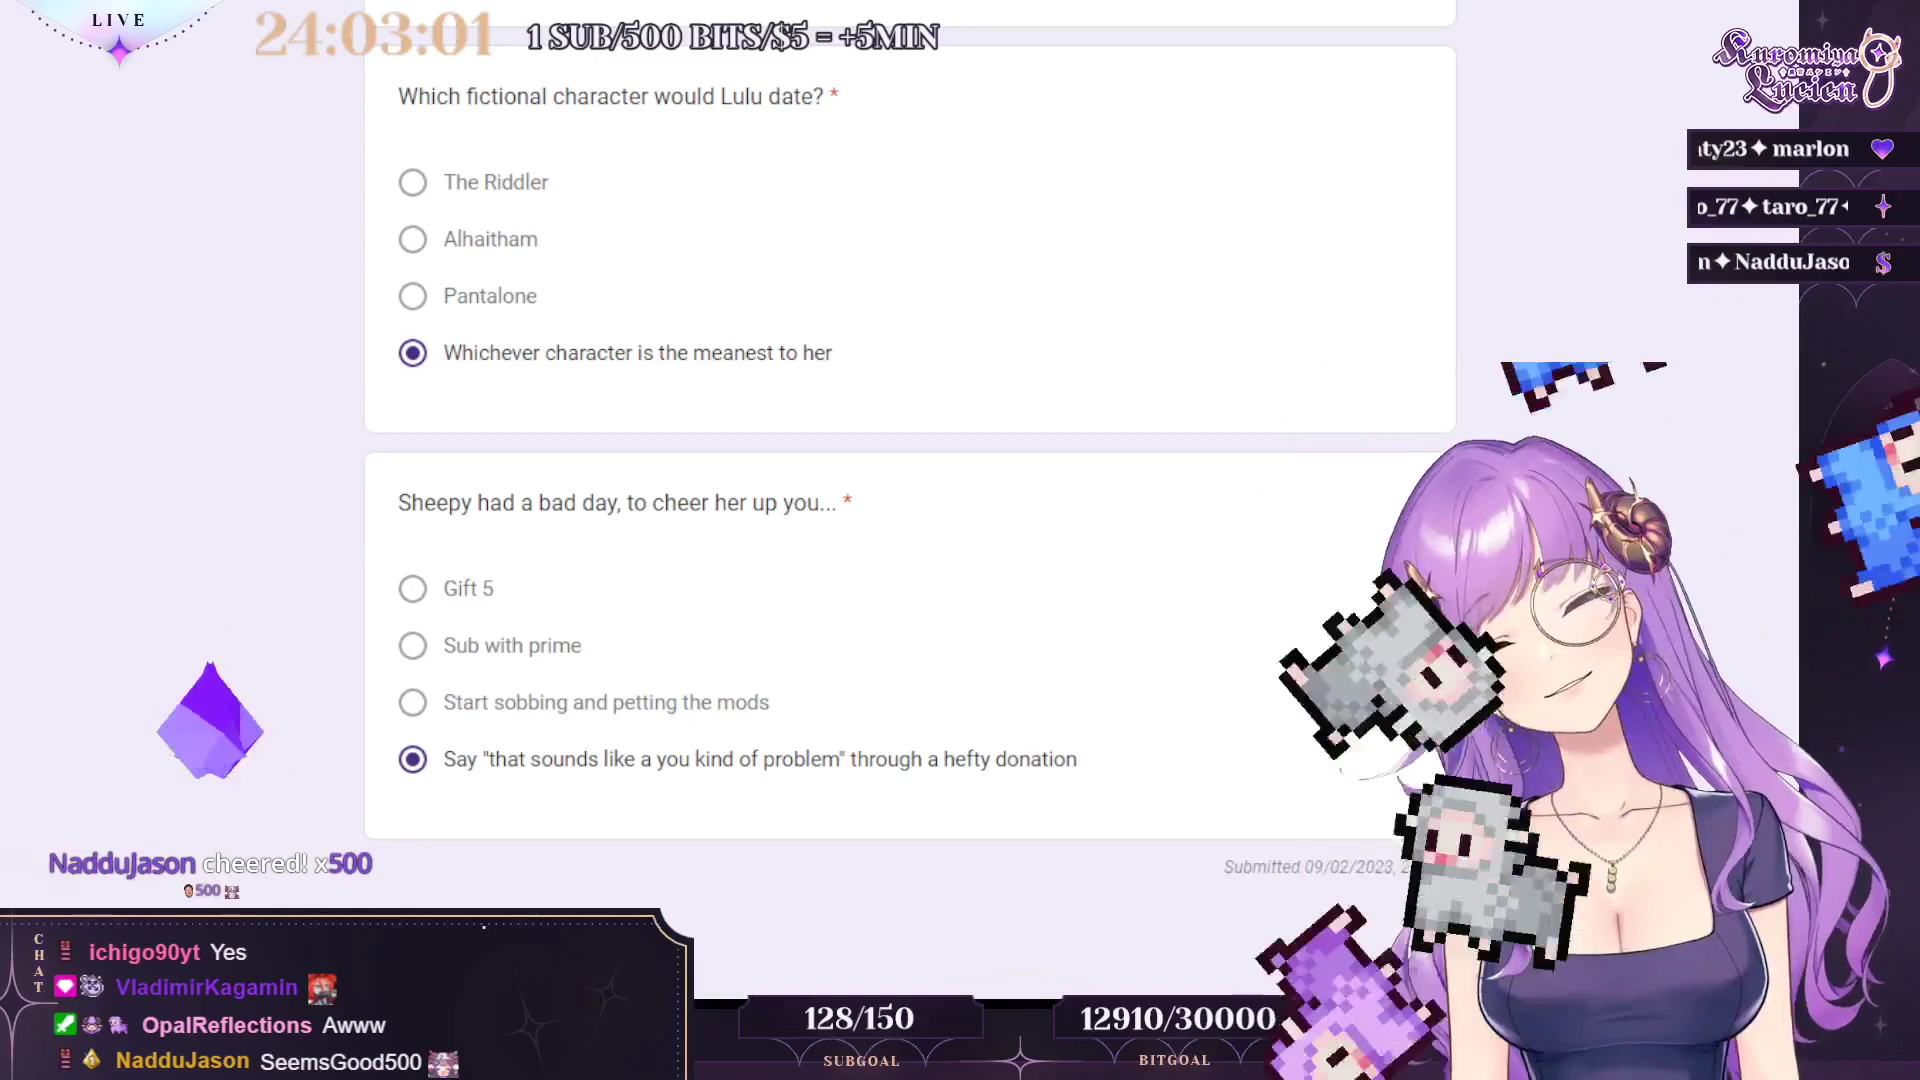 LIVE
24:03:01
1 SUB/500 BITS/$5 = +5MIN
Kuromiya
Lucien
Which fictional character would Lulu date? *
The Riddler
Alhaitham
Pantalone
Whichever character is the meanest to her
ty23✦marlon
o_77✦taro_77
n✦NadduJaso
$
Sheepy had a bad day, to cheer her up you... *
Gift 5
Sub with prime
Start sobbing and petting the mods
Say "that sounds like a you kind of problem" through a hefty donation
Submitted 09/02/2023,
NadduJason cheered! x500
500
CHAT
ichigo90yt Yes
VladimirKagamin
OpalReflections Awww
NadduJason SeemsGood500
128/150
SUBGOAL
12910/30000
BITGOAL